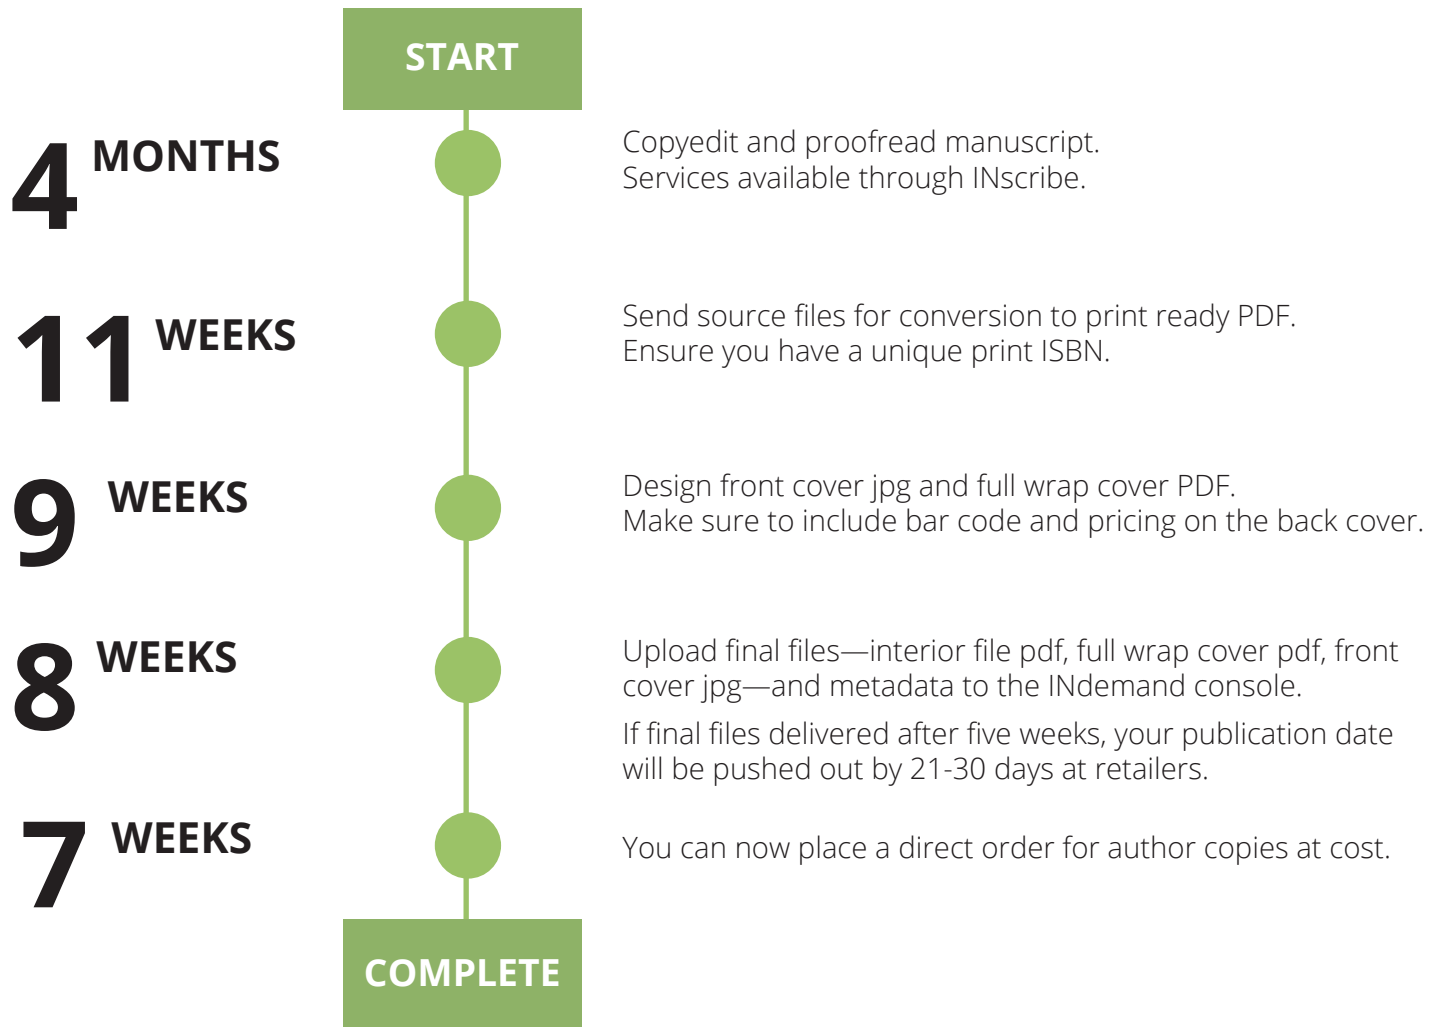 START
4 MONTHS
Copyedit and proofread manuscript.
Services available through INscribe.
11 WEEKS
Send source files for conversion to print ready PDF.
Ensure you have a unique print ISBN.
9 WEEKS
Design front cover jpg and full wrap cover PDF.
Make sure to include bar code and pricing on the back cover.
8 WEEKS
Upload final files—interior file pdf, full wrap cover pdf, front
cover jpg—and metadata to the INdemand console.
If final files delivered after five weeks, your publication date
will be pushed out by 21-30 days at retailers.
7 WEEKS
You can now place a direct order for author copies at cost.
COMPLETE